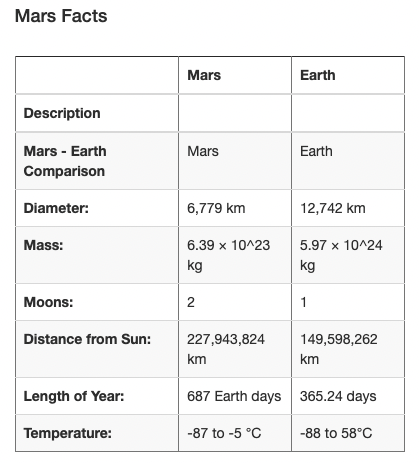 Mars Facts
Mars Earth
Description
Mars - Earth Mars Earth
Comparison
Diameter: 6,779 km 12,742 km
Mass: 6.39 × 10^23 5.97 × 10^24
kg kg
Moons: 2 1
Distance from Sun: 227,943,824 149,598,262
km km
Length of Year: 687 Earth days 365.24 days
Temperature: -87 to -5 °C -88 to 58°C